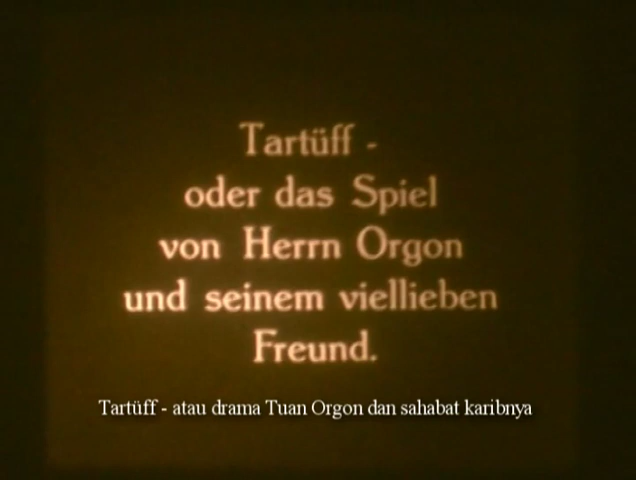 Tartüff -
oder das Spiel
von Herrn Orgon
und seinem viellieben
Freund.
Tartüff - atau drama Tuan Orgon dan sahabat karibnya